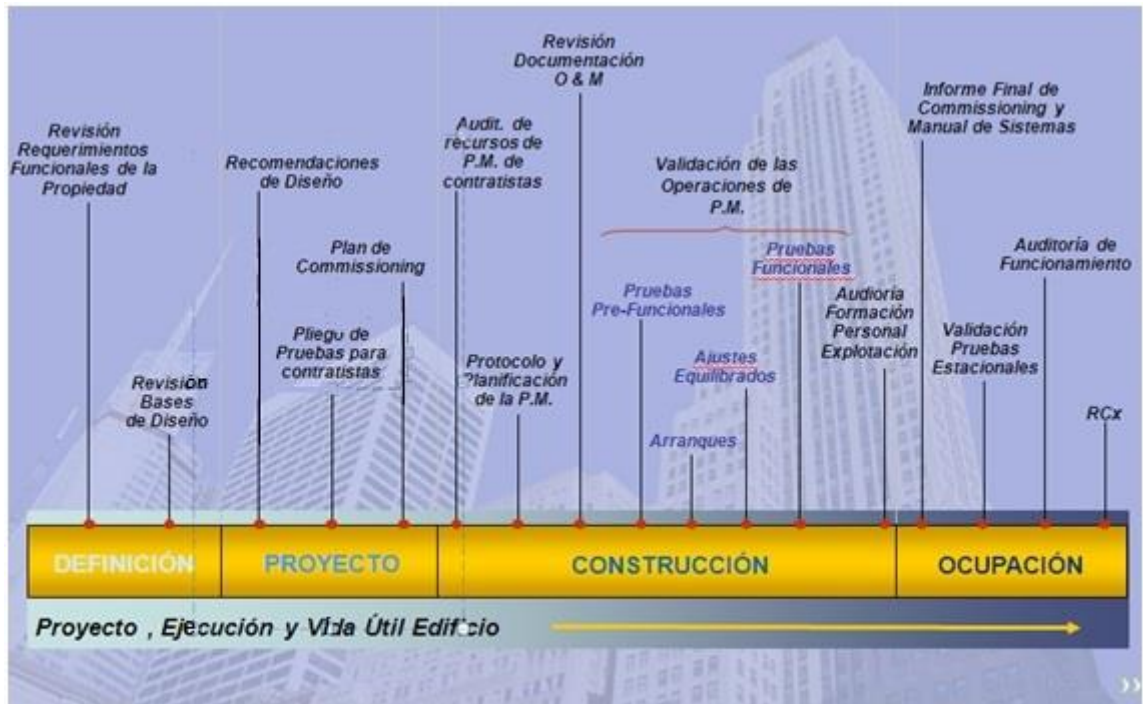 Revisión
Requerimientos
Funcionales de la
Propiedad
Revisión
Bases
de Diseño
Recomendaciones
de Diseño
Pliego de
Pruebas para
contratistas
Plan de
Commissioning
Audit. de
recursos de
P.M. de
contratistas
Protocolo y
Planificación
de la P.M.
Revisión
Documentación
O & M
Validación de las
Operaciones de
P.M.
Pruebas
Pre-Funcionales
Arranques
Ajustes
Equilibrados
Pruebas
Funcionales
Audioría
Formación
Personal
Explotación
Informe Final de
Commissioning y
Manual de Sistemas
Validación
Pruebas
Estacionales
Auditoría de
Funcionamiento
RCx
DEFINICIÓN
PROYECTO
CONSTRUCCIÓN
OCUPACIÓN
Proyecto , Ejecución y Vida Útil Edificio